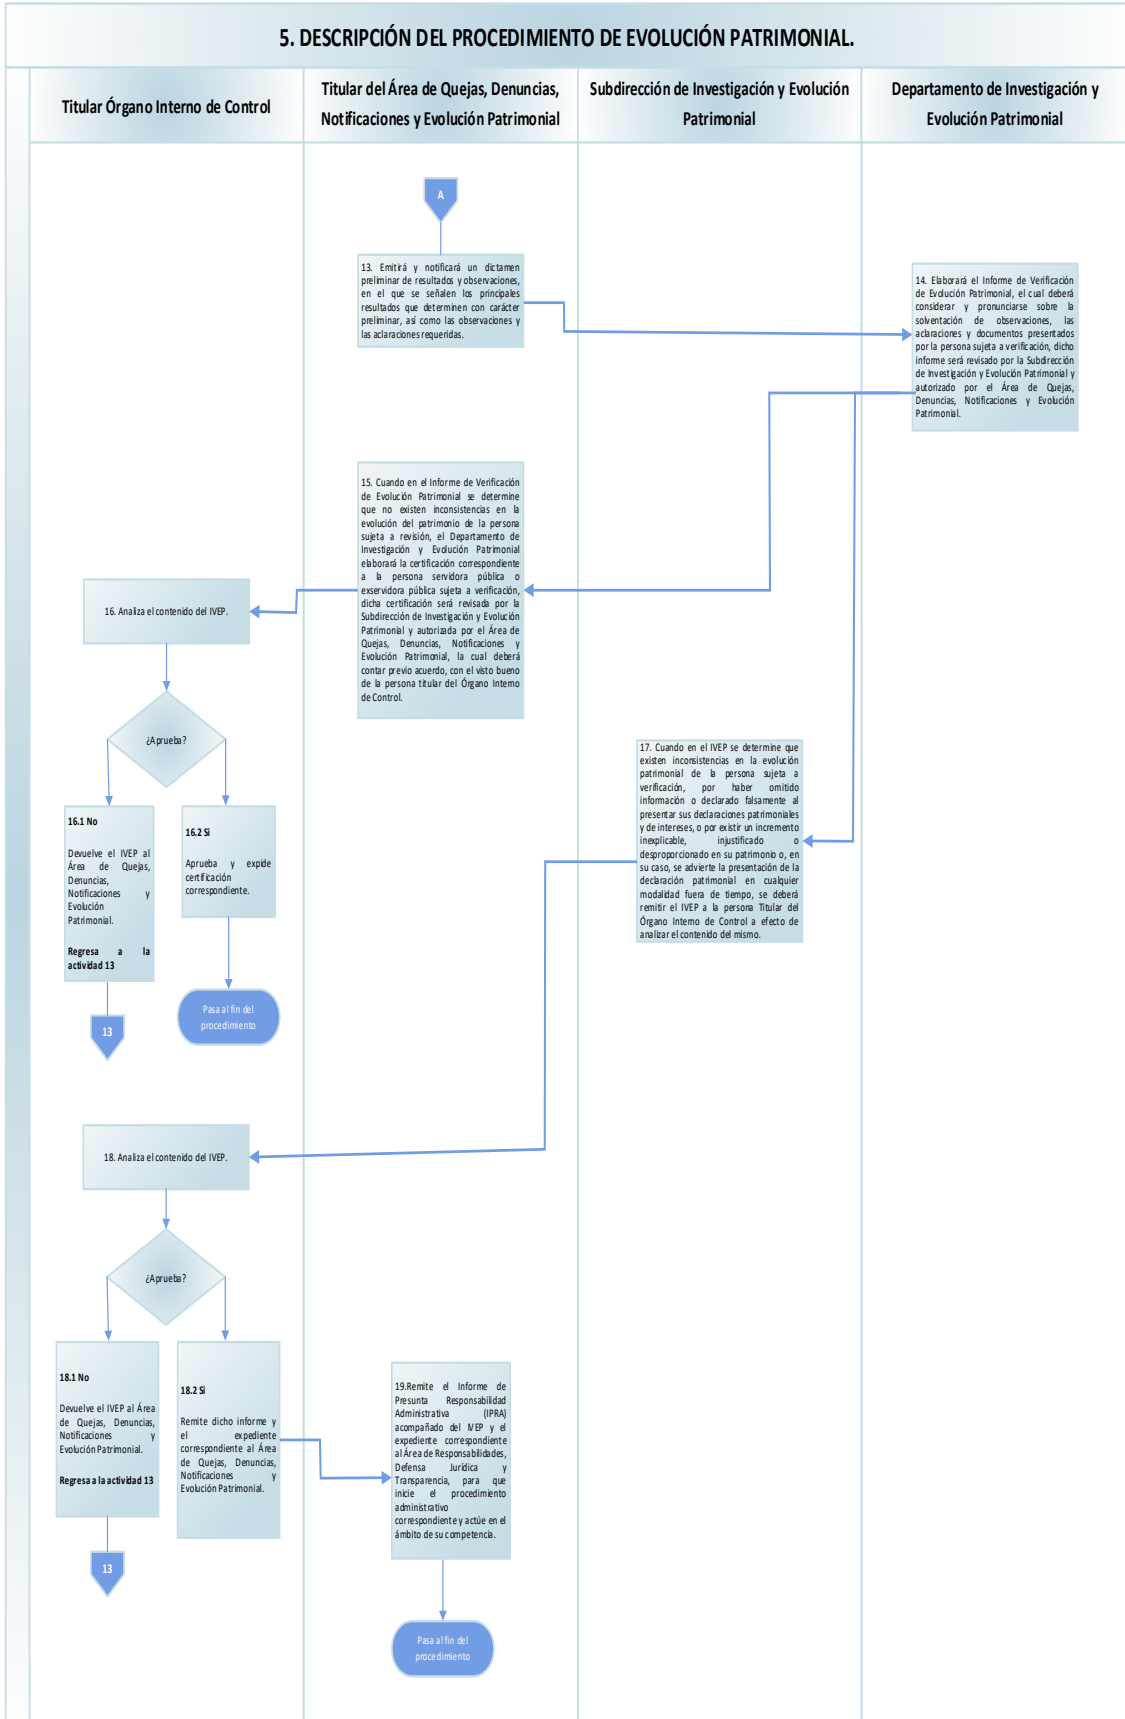 5. DESCRIPCIÓN DEL PROCEDIMIENTO DE EVOLUCIÓN PATRIMONIAL.
Titular Órgano Interno de Control
Titular del Área de Quejas, Denuncias,
Notificaciones y Evolución Patrimonial
Subdirección de Investigación y Evolución
Patrimonial
Departamento de Investigación y
Evolución Patrimonial
A
13. Emitirá y notificará un dictamen
preliminar de resultados y observaciones,
en el que se señalen los principales
resultados que determinen con carácter
preliminar, así como las observaciones y
las aclaraciones requeridas.
14. Elaborará el Informe de Verificación
de Evolución Patrimonial, el cual deberá
considerar y pronunciarse sobre la
solventación de observaciones, las
aclaraciones y documentos presentados
por la persona sujeta a verificación, dicho
informe será revisado por la Subdirección
de Investigación y Evolución Patrimonial y
autorizado por el Área de Quejas,
Denuncias, Notificaciones y Evolución
Patrimonial.
15. Cuando en el Informe de Verificación
de Evolución Patrimonial se determine
que no existen inconsistencias en la
evolución del patrimonio de la persona
sujeta a revisión, el Departamento de
Investigación y Evolución Patrimonial
elaborará la certificación correspondiente
a la persona servidora pública o
exservidora pública sujeta a verificación,
dicha certificación será revisada por la
Subdirección de Investigación y Evolución
Patrimonial y autorizada por el Área de
Quejas, Denuncias, Notificaciones y
Evolución Patrimonial, la cual deberá
contar previo acuerdo, con el visto bueno
de la persona titular del Órgano Interno
de Control.
16. Analiza el contenido del IVEP.
¿Aprueba?
16.1 No
Devuelve el IVEP al
Área de Quejas,
Denuncias,
Notificaciones y
Evolución
Patrimonial.
Regresa a la
actividad 13
13
16.2 Si
Aprueba y expide
certificación
correspondiente.
Pasa al fin del
procedimiento
17. Cuando en el IVEP se determine que
existen inconsistencias en la evolución
patrimonial de la persona sujeta a
verificación, por haber omitido
información o declarado falsamente al
presentar sus declaraciones patrimoniales
y de intereses, o por existir un incremento
inexplicable, injustificado o
desproporcionado en su patrimonio o, en
su caso, se advierte la presentación de la
declaración patrimonial en cualquier
modalidad fuera de tiempo, se deberá
remitir el IVEP a la persona Titular del
Órgano Interno de Control a efecto de
analizar el contenido del mismo.
18. Analiza el contenido del IVEP.
¿Aprueba?
18.1 No
Devuelve el IVEP al Área
de Quejas, Denuncias,
Notificaciones y
Evolución Patrimonial.
Regresa a la actividad 13
13
18.2 Si
Remite dicho informe y
el expediente
correspondiente al Área
de Quejas, Denuncias,
Notificaciones y
Evolución Patrimonial.
19.Remite el Informe de
Presunta Responsabilidad
Administrativa (IPRA)
acompañado del IVEP y el
expediente correspondiente
al Área de Responsabilidades,
Defensa Jurídica y
Transparencia, para que
inicie el procedimiento
administrativo
correspondiente y actúe en el
ámbito de su competencia.
Pasa al fin del
procedimiento